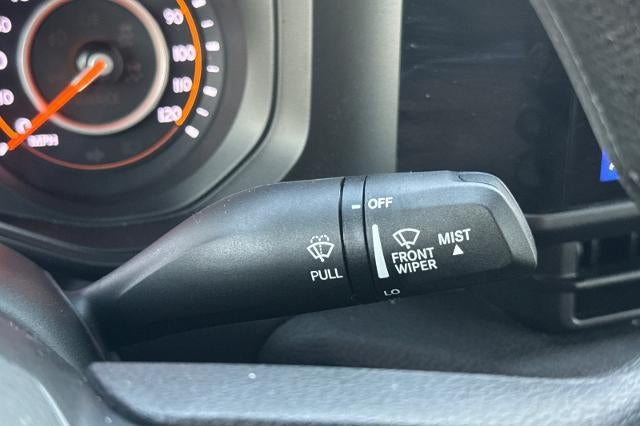 90
100
110
120
MPH
OFF
PULL
FRONT
WIPER
MIST
LO